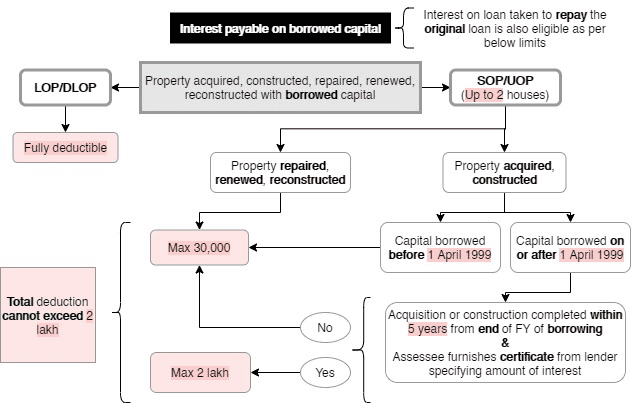 Interest payable on borrowed capital
Interest on loan taken to repay the
original loan is also eligible as per
below limits
LOP/DLOP
Property acquired, constructed, repaired, renewed,
reconstructed with borrowed capital
SOP/UOP
(Up to 2 houses)
Fully deductible
Property repaired,
renewed, reconstructed
Property acquired,
constructed
Max 30,000
Capital borrowed
before 1 April 1999
Capital borrowed on
or after 1 April 1999
Total deduction
cannot exceed 2
lakh
No
Acquisition or construction completed within
5 years from end of FY of borrowing
&
Assessee furnishes certificate from lender
specifying amount of interest
Max 2 lakh
Yes